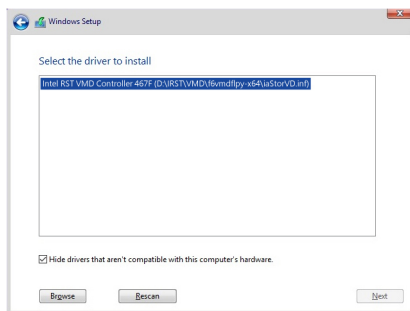 Windows Setup
Select the driver to install
Intel RST VMD Controller 467F (D:\IRST\VMD\f6vmdflpy-x64\iaStorVD.inf)
Hide drivers that aren't compatible with this computer's hardware.
Browse
Rescan
Next